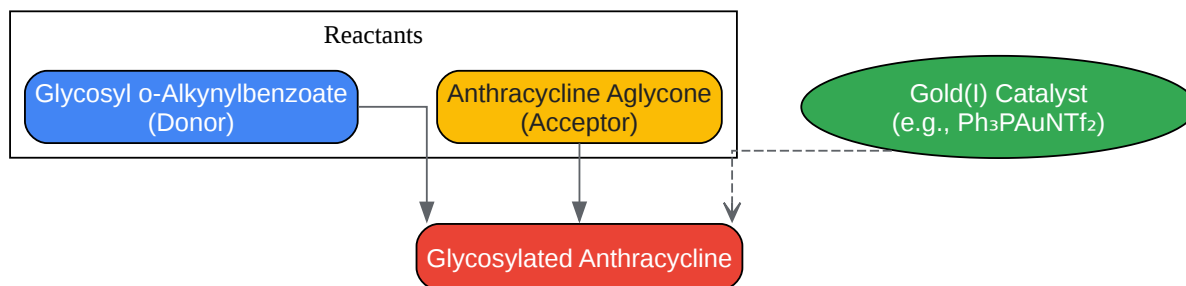 Reactants
Glycosyl o-Alkynylbenzoate
(Donor)
Anthracycline Aglycone
(Acceptor)
Gold(I) Catalyst
(e.g., Ph₃PAuNTf₂)
Glycosylated Anthracycline